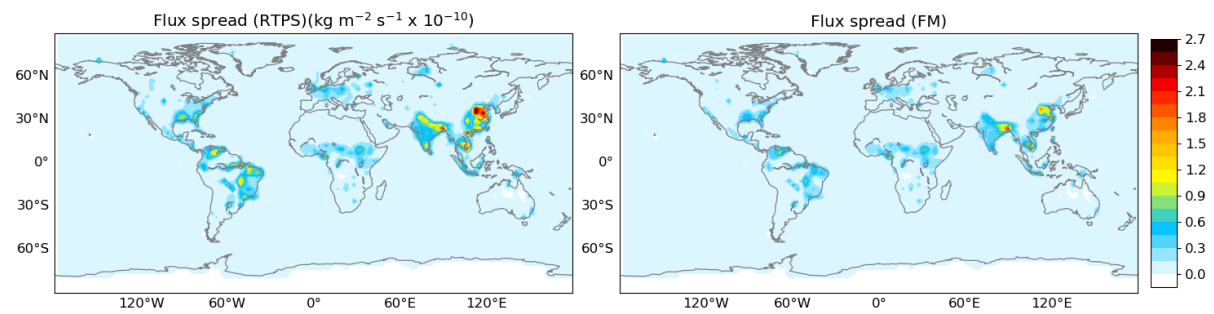 Flux spread (RTPS)(kg m⁻² s⁻¹ x 10⁻¹⁰)
60°N
30°N
0°
30°S
60°S
120°W 60°W 0° 60°E 120°E
Flux spread (FM)
60°N
30°N
0°
30°S
60°S
120°W 60°W 0° 60°E 120°E
2.7
2.4
2.1
1.8
1.5
1.2
0.9
0.6
0.3
0.0